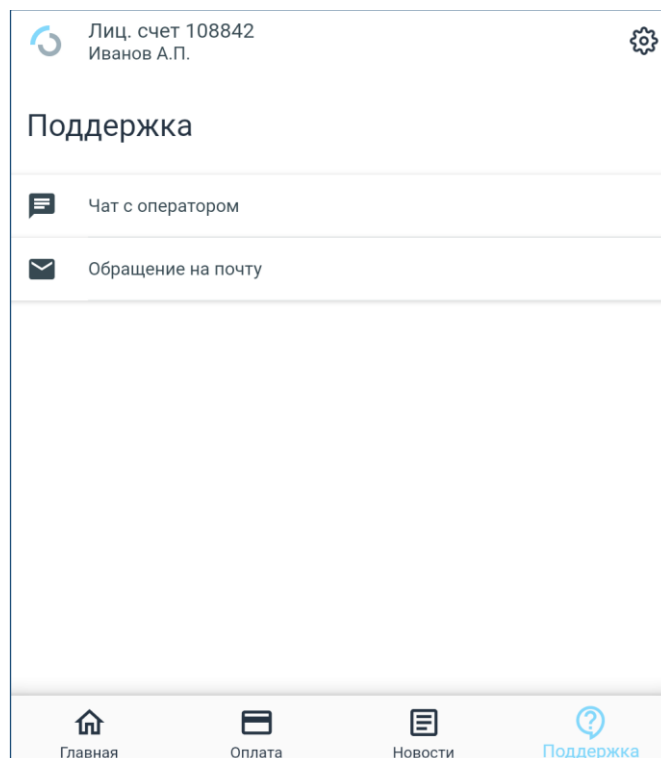 Лиц. счет 108842
Иванов А.П.
Поддержка
Чат с оператором
Обращение на почту
Главная
Оплата
Новости
Поддержка